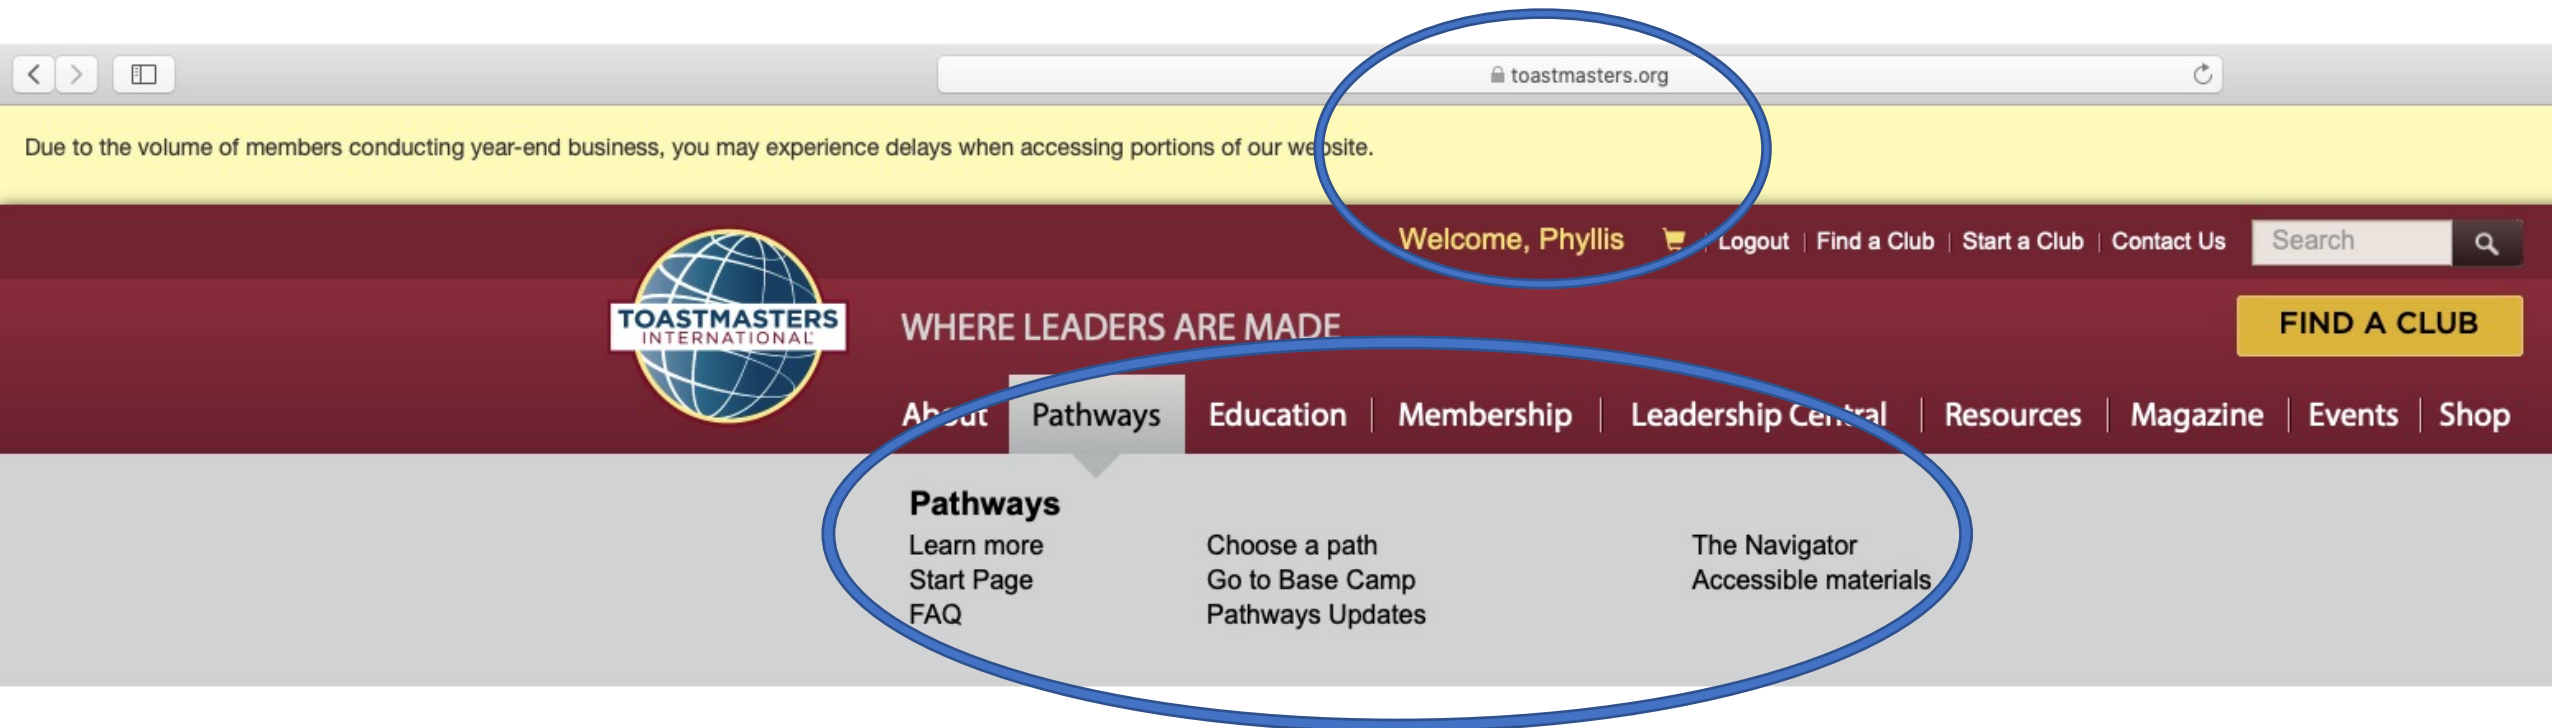 toastmasters.org
Due to the volume of members conducting year-end business, you may experience delays when accessing portions of our website.
Welcome, Phyllis | Logout | Find a Club | Start a Club | Contact Us Search
TOASTMASTERS
INTERNATIONAL
WHERE LEADERS ARE MADE
FIND A CLUB
About Pathways Education | Membership | Leadership Central | Resources | Magazine | Events | Shop
Pathways
Learn more Choose a path The Navigator
Start Page Go to Base Camp Accessible materials
FAQ Pathways Updates